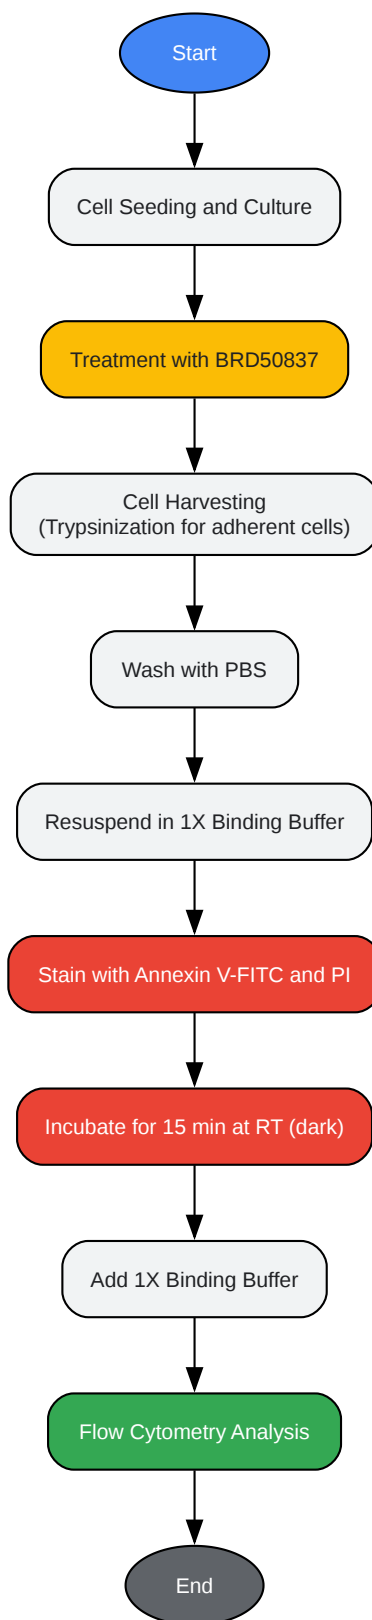 Start
Cell Seeding and Culture
Treatment with BRD50837
Cell Harvesting
(Trypsinization for adherent cells)
Wash with PBS
Resuspend in 1X Binding Buffer
Stain with Annexin V-FITC and PI
Incubate for 15 min at RT (dark)
Add 1X Binding Buffer
Flow Cytometry Analysis
End